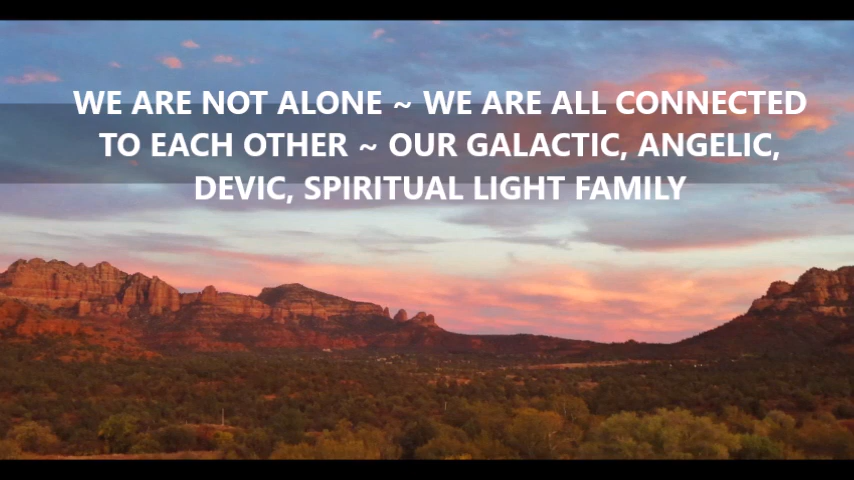 WE ARE NOT ALONE ~ WE ARE ALL CONNECTED
TO EACH OTHER ~ OUR GALACTIC, ANGELIC,
DEVIC, SPIRITUAL LIGHT FAMILY